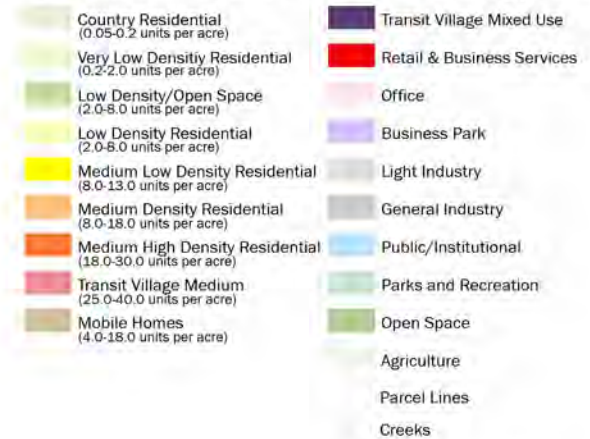 Country Residential
(0.05-0.2 units per acre)
Very Low Densitiy Residential
(0.2-2.0 units per acre)
Low Density/Open Space
(2.0-8.0 units per acre)
Low Density Residential
(2.0-8.0 units per acre)
Medium Low Density Residential
(8.0-13.0 units per acre)
Medium Density Residential
(8.0-18.0 units per acre)
Medium High Density Residential
(18.0-30.0 units per acre)
Transit Village Medium
(25.0-40.0 units per acre)
Mobile Homes
(4.0-18.0 units per acre)
Transit Village Mixed Use
Retail & Business Services
Office
Business Park
Light Industry
General Industry
Public/Institutional
Parks and Recreation
Open Space
Agriculture
Parcel Lines
Creeks